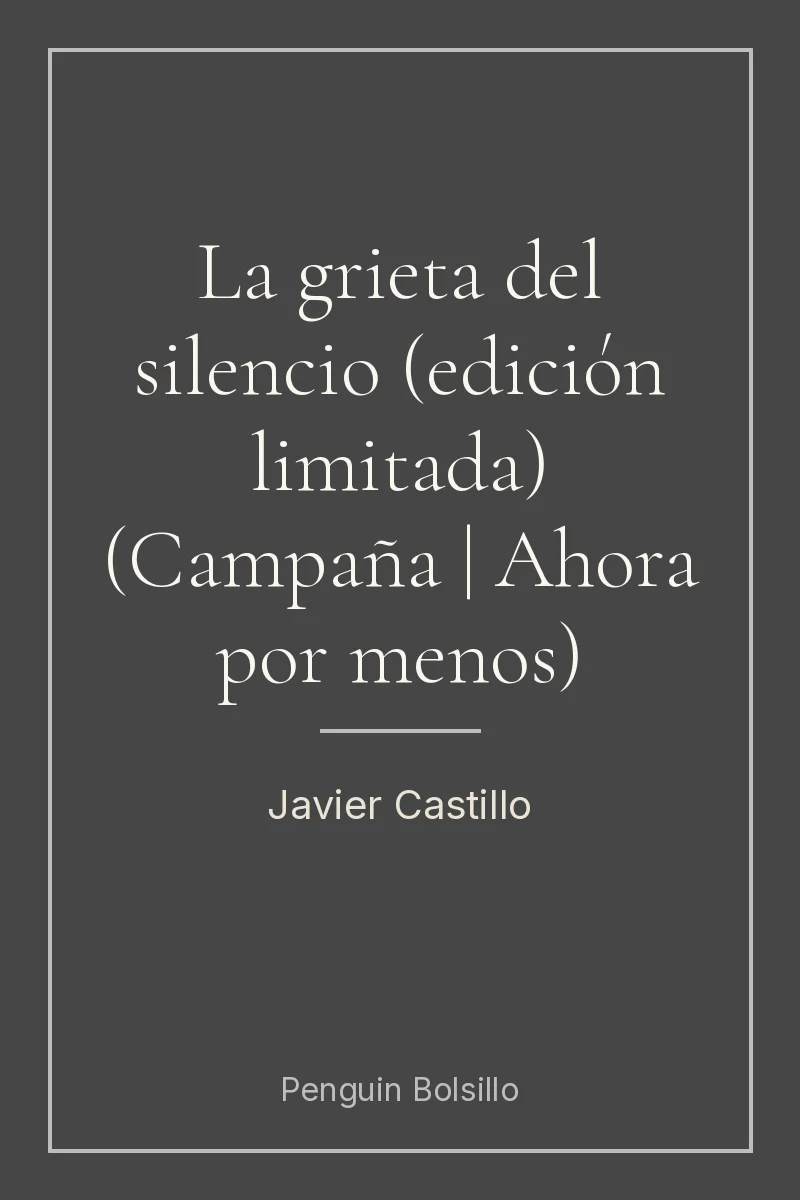 La grieta del
silencio (edición
limitada)
(Campaña | Ahora
por menos)
Javier Castillo
Penguin Bolsillo